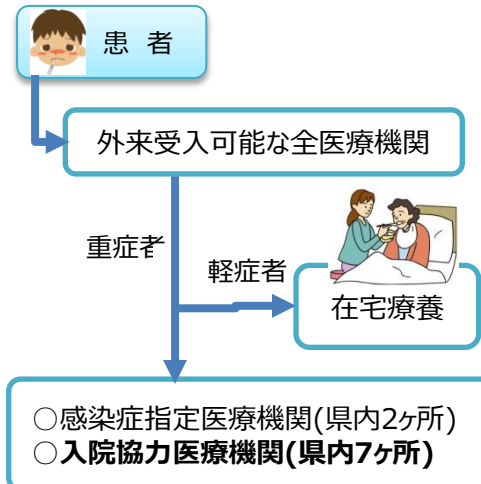 患 者
外来受入可能な全医療機関
重症者
軽症者
在宅療養
○感染症指定医療機関(県内2ヶ所)
○入院協力医療機関(県内7ヶ所)